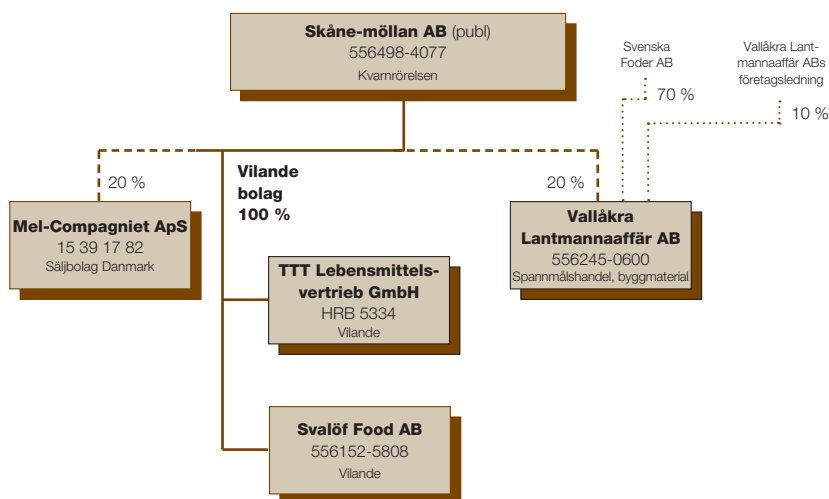 Skåne-möllan AB (publ)
556498-4077
Kvarnrörelsen
Svenska
Foder AB
Vallåkra Lant-
mannaaffär ABs
företagsledning
70 %
10 %
20 %
Vilande
bolag
100 %
20 %
Mel-Compagniet ApS
15 39 17 82
Säljbolag Danmark
Vallåkra
Lantmannaaffär AB
556245-0600
Spannmålshandel, byggmaterial
TTT Lebensmittels-
vertrieb GmbH
HRB 5334
Vilande
Svalöf Food AB
556152-5808
Vilande